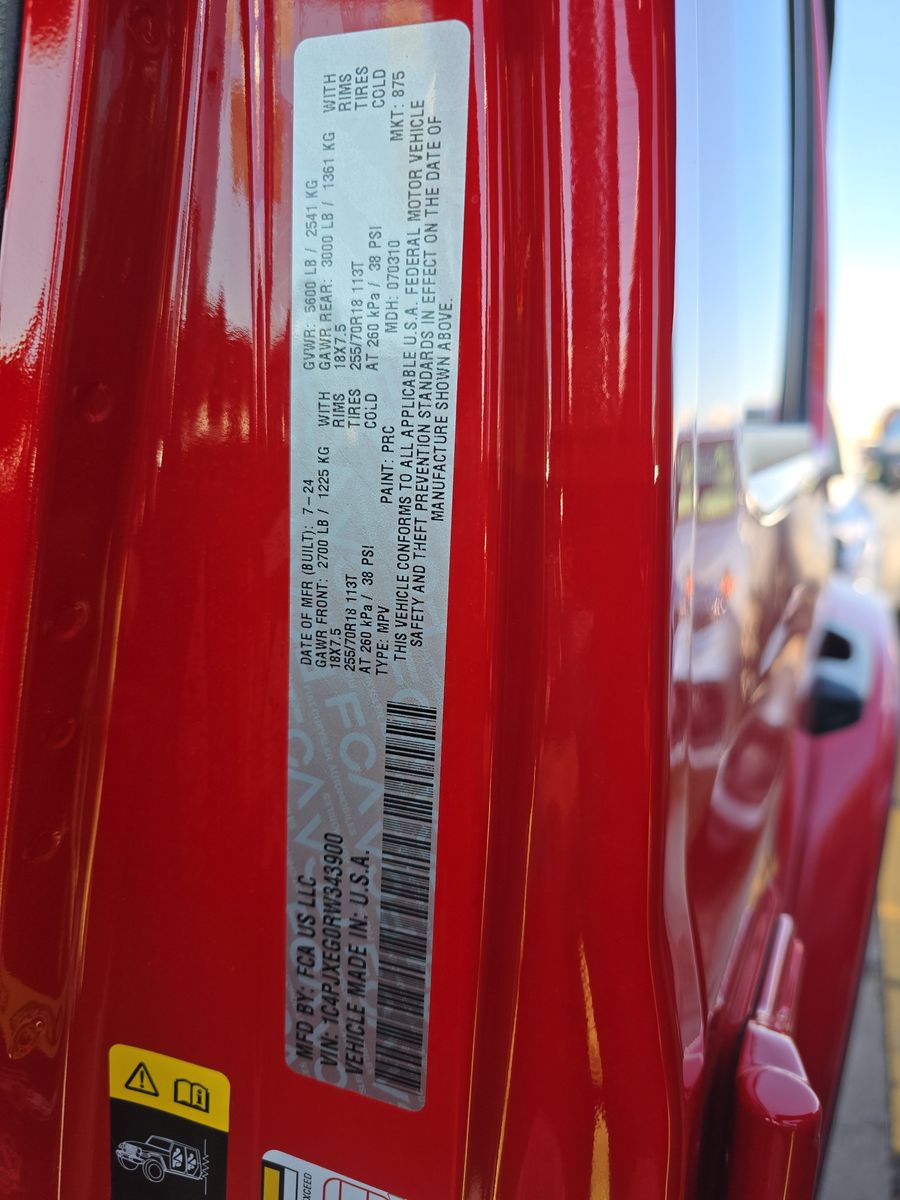 MFD BY: FCA US LLC
VIN: 1C4PJXEG0RW343900
VEHICLE MADE IN: U.S.A.
DATE OF MFR (BUILT): 7-24 GVWR: 5600 LB / 2541 KG
GAWR FRONT: 2700 LB / 1225 KG WITH GAWR REAR: 3000 LB / 1361 KG WITH
18X7.5 RIMS 18X7.5 RIMS
255/70R18 113T TIRES 255/70R18 113T TIRES
AT 260 kPa / 38 PSI COLD AT 260 kPa / 38 PSI COLD
TYPE: MPV PAINT: PRC MDH: 070310 MKT: 875
THIS VEHICLE CONFORMS TO ALL APPLICABLE U.S.A. FEDERAL MOTOR VEHICLE
SAFETY AND THEFT PREVENTION STANDARDS IN EFFECT ON THE DATE OF
MANUFACTURE SHOWN ABOVE.
FCA
EXCEED